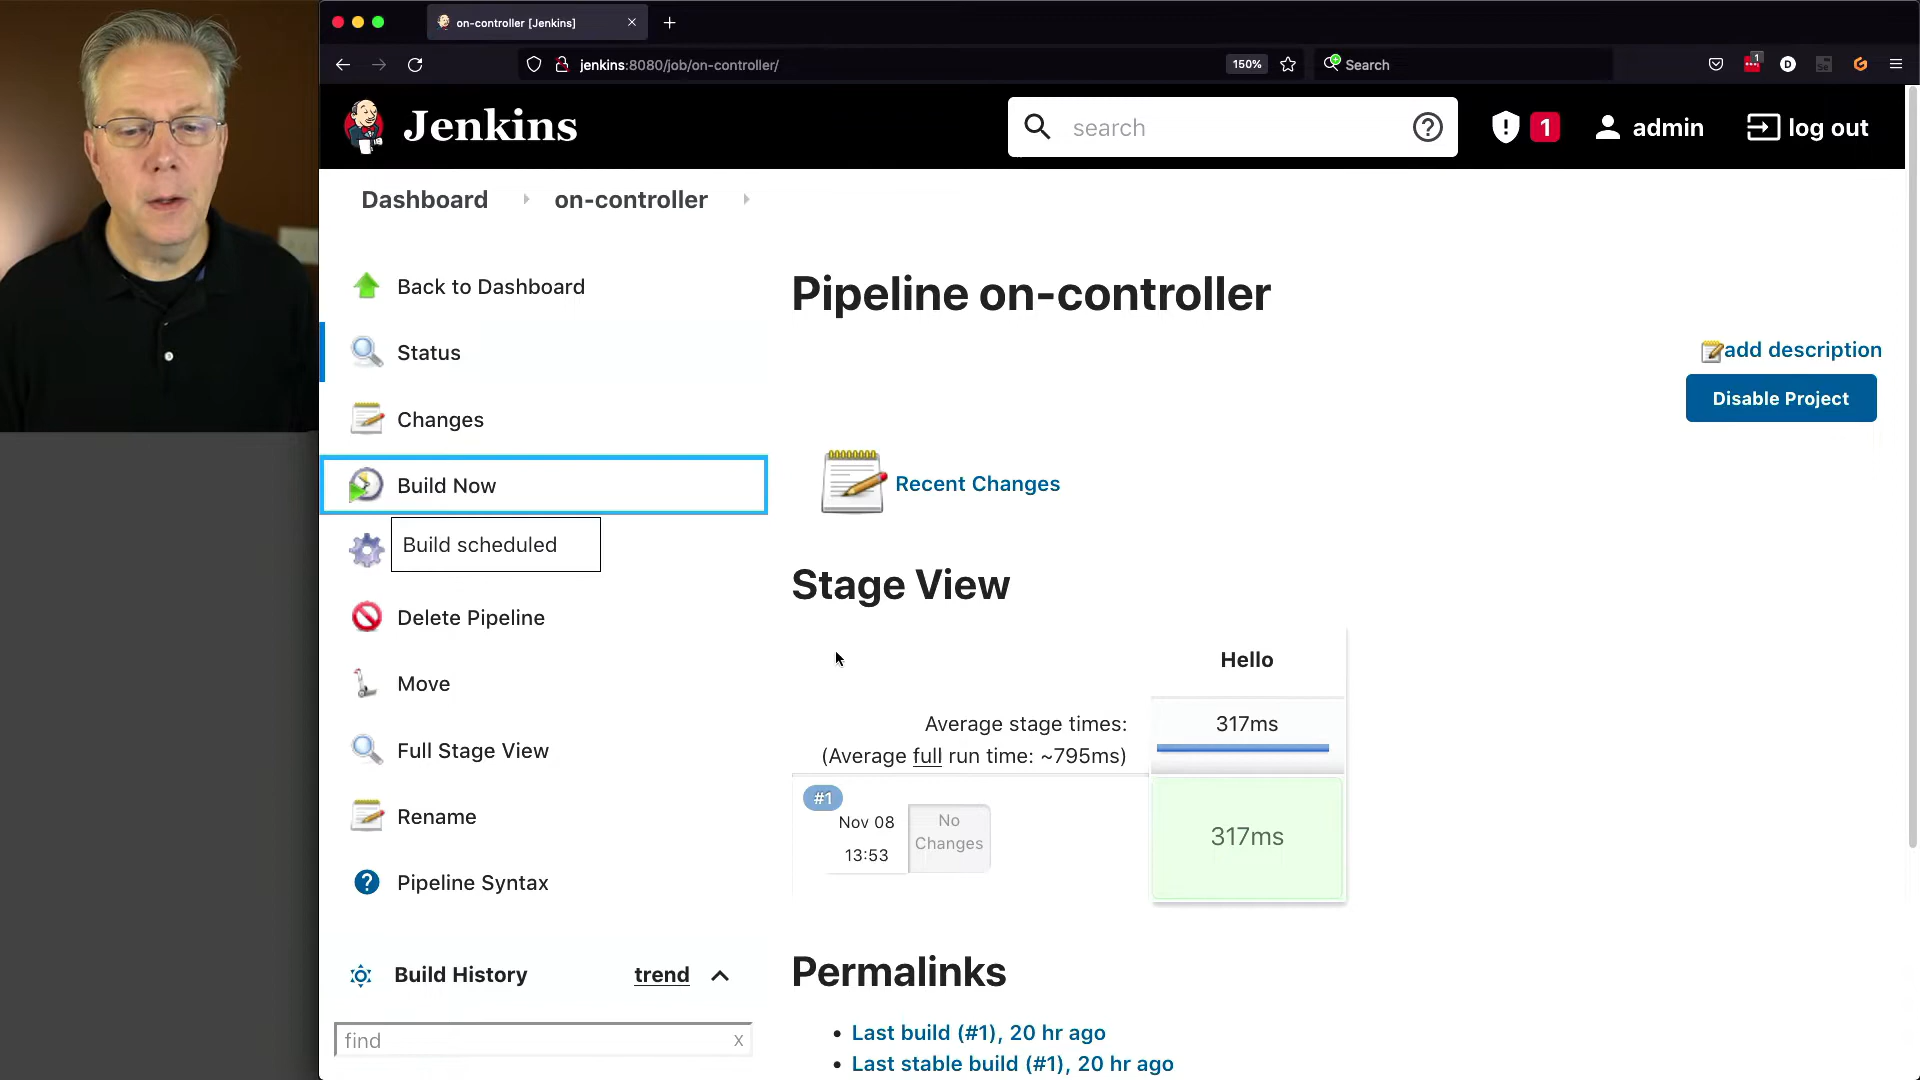 on-controller [Jenkins]
jenkins:8080/job/on-controller/
150%
Search
1
D
Jenkins
search
1
admin
log out
Dashboard
on-controller
Back to Dashboard
Status
Changes
Build Now
Build scheduled
Delete Pipeline
Move
Full Stage View
Rename
Pipeline Syntax
Build History
trend
find
x
Pipeline on-controller
add description
Disable Project
Recent Changes
Stage View
Hello
Average stage times:
317ms
(Average full run time: ~795ms)
#1
Nov 08
13:53
No
Changes
317ms
Permalinks
Last build (#1), 20 hr ago
Last stable build (#1), 20 hr ago